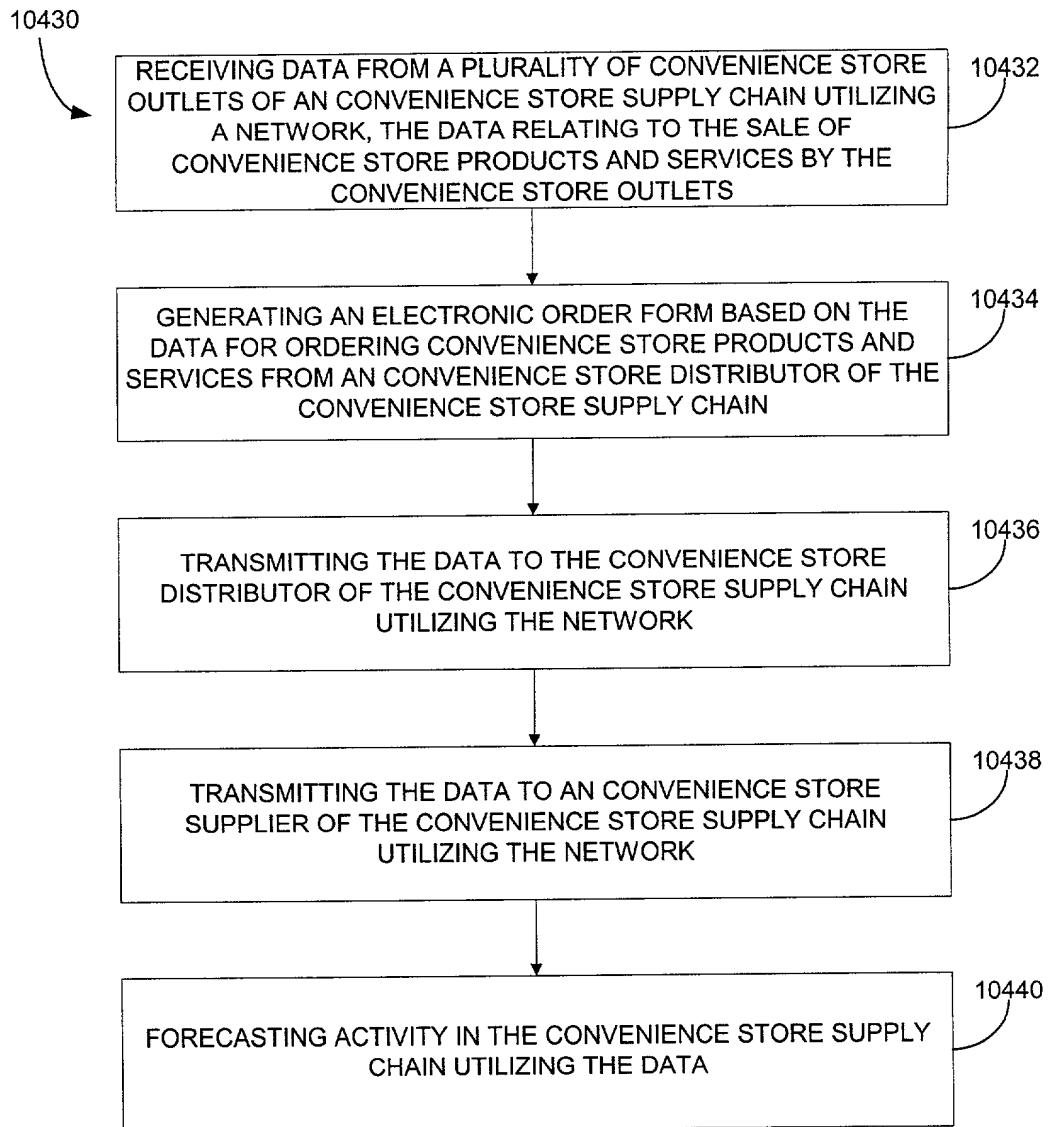 10430
RECEIVING DATA FROM A PLURALITY OF CONVENIENCE STORE
OUTLETS OF AN CONVENIENCE STORE SUPPLY CHAIN UTILIZING
A NETWORK, THE DATA RELATING TO THE SALE OF
CONVENIENCE STORE PRODUCTS AND SERVICES BY THE
CONVENIENCE STORE OUTLETS
10432
GENERATING AN ELECTRONIC ORDER FORM BASED ON THE
DATA FOR ORDERING CONVENIENCE STORE PRODUCTS AND
SERVICES FROM AN CONVENIENCE STORE DISTRIBUTOR OF THE
CONVENIENCE STORE SUPPLY CHAIN
10434
TRANSMITTING THE DATA TO THE CONVENIENCE STORE
DISTRIBUTOR OF THE CONVENIENCE STORE SUPPLY CHAIN
UTILIZING THE NETWORK
10436
TRANSMITTING THE DATA TO AN CONVENIENCE STORE
SUPPLIER OF THE CONVENIENCE STORE SUPPLY CHAIN
UTILIZING THE NETWORK
10438
FORECASTING ACTIVITY IN THE CONVENIENCE STORE SUPPLY
CHAIN UTILIZING THE DATA
10440